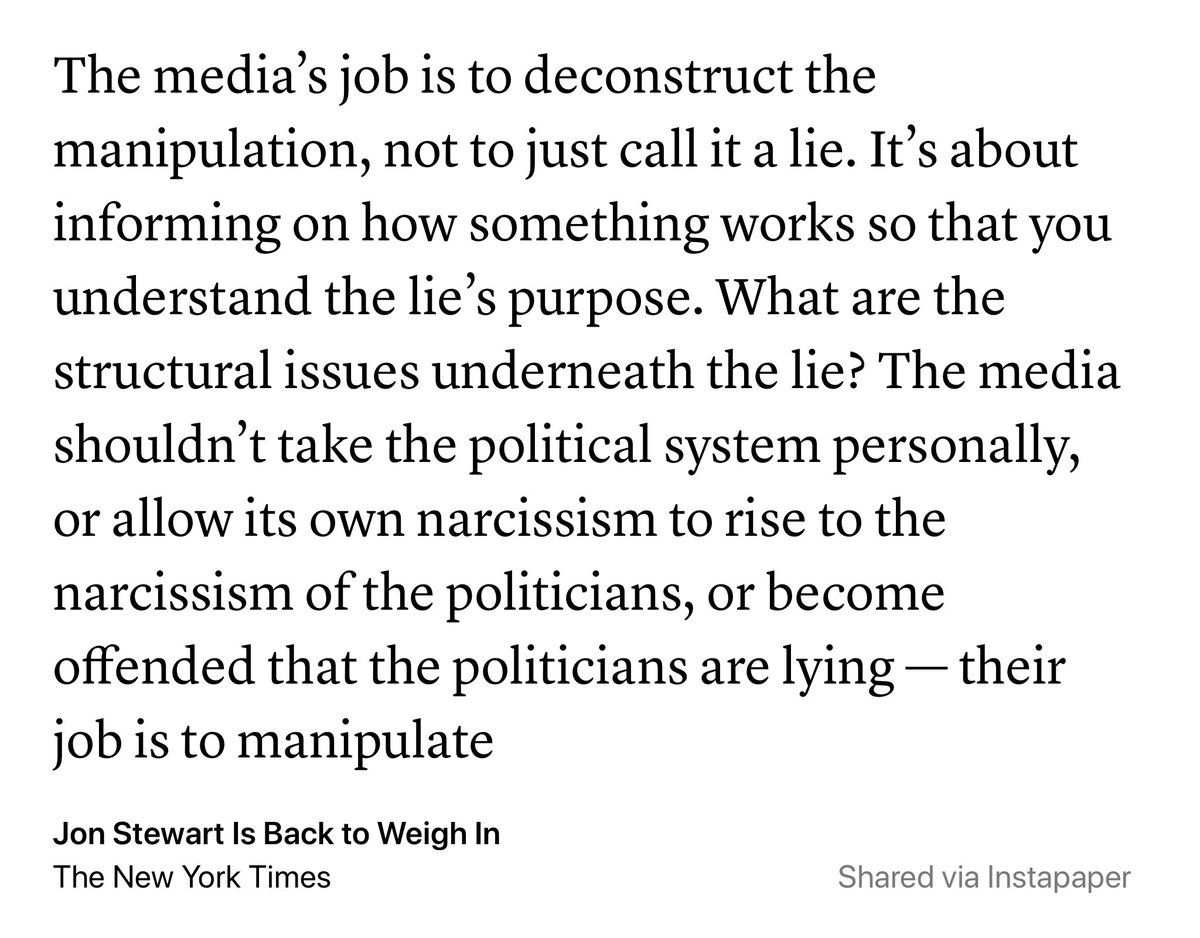 The media’s job is to deconstruct the
manipulation, not to just call it a lie. It’s about
informing on how something works so that you
understand the lie’s purpose. What are the
structural issues underneath the lie? The media
shouldn’t take the political system personally,
or allow its own narcissism to rise to the
narcissism of the politicians, or become
offended that the politicians are lying — their
job is to manipulate
Jon Stewart Is Back to Weigh In
The New York Times
Shared via Instapaper